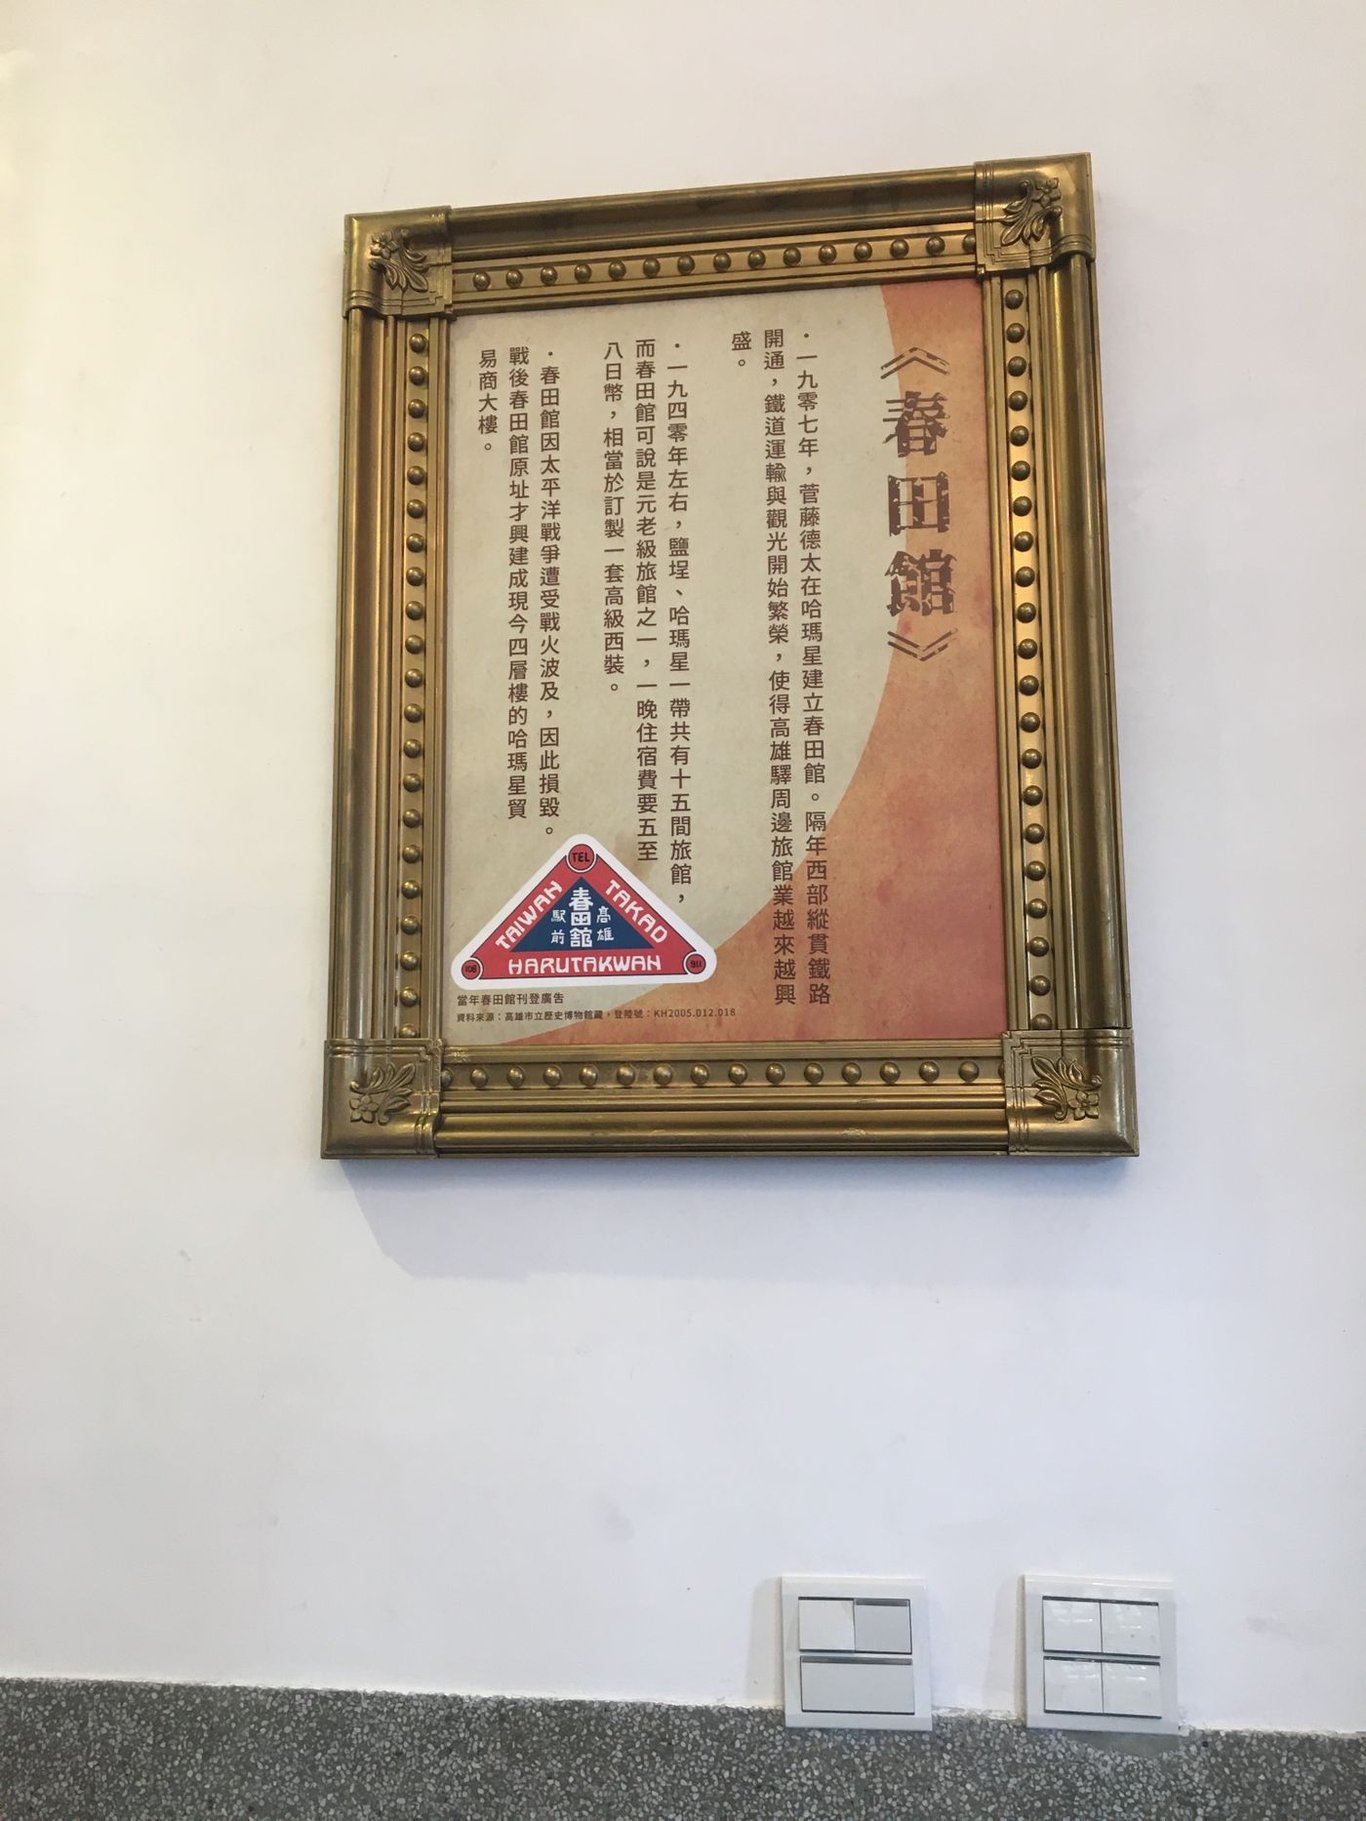 《春田館》
・一九零七年，菅藤德太在哈瑪星建立春田館。隔年西部縱貫鐵路
開通，鐵道運輸與觀光開始繁榮，使得高雄驛周邊旅館業越來越興
盛。
・一九四零年左右，鹽埕、哈瑪星一帶共有十五間旅館，
而春田館可說是元老級旅館之一，一晚住宿費要五至
八日幣，相當於訂製一套高級西裝。
・春田館因太平洋戰爭遭受戰火波及，因此損毀。
戰後春田館原址才興建成現今四層樓的哈瑪星貿
易商大樓。
TEL
TAIWAN
TAKAO
高雄
春田舘
駅前
108
HARUTAKWAN
911
當年春田館刊登廣告
資料來源：高雄市立歷史博物館藏，登陸號：KH2005.012.018